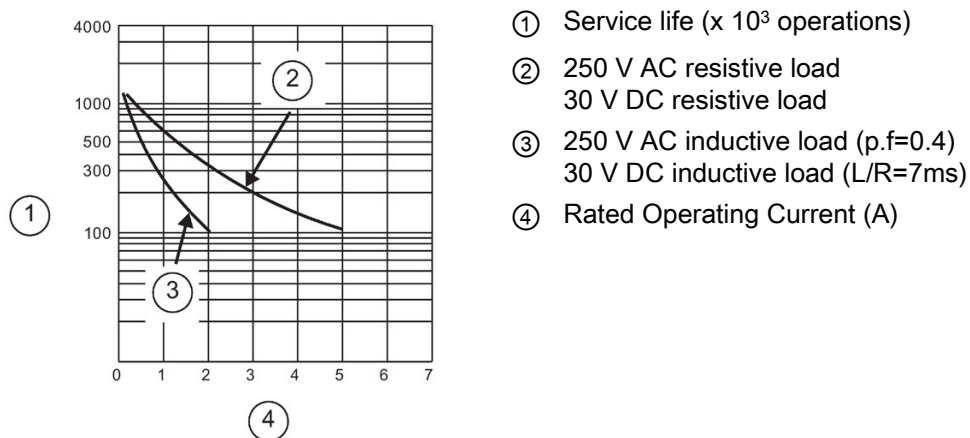 4000
1000
500
300
100
0 1 2 3 4 5 6 7
①
②
③
④
① Service life (x 10³ operations)
② 250 V AC resistive load
30 V DC resistive load
③ 250 V AC inductive load (p.f=0.4)
30 V DC inductive load (L/R=7ms)
④ Rated Operating Current (A)